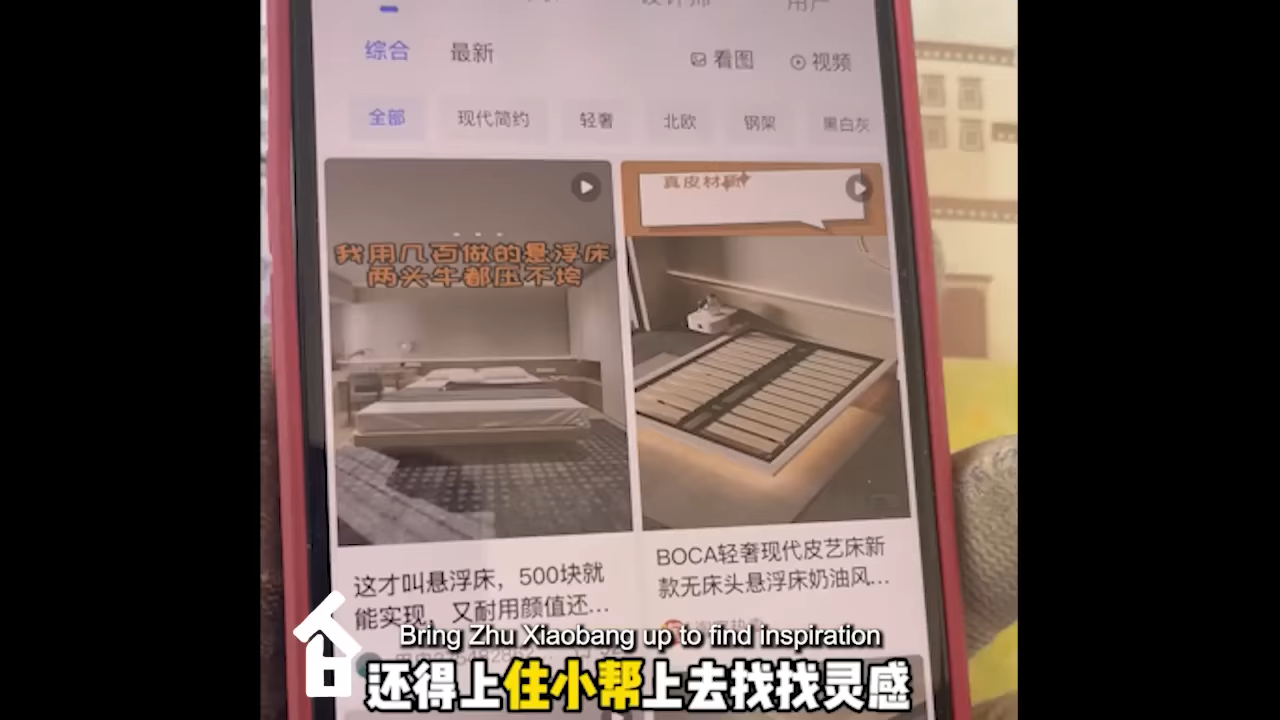 设计师
用户
综合
最新
看图
视频
全部
现代简约
轻奢
北欧
钢架
黑白灰
我用几百做的悬浮床
两头牛都压不垮
真皮材质
这才叫悬浮床，500块就
能实现，又耐用颜值还...
BOCA轻奢现代皮艺床新
款无床头悬浮床奶油风...
Bring Zhu Xiaobang up to find inspiration
还得上住小帮上去找找灵感